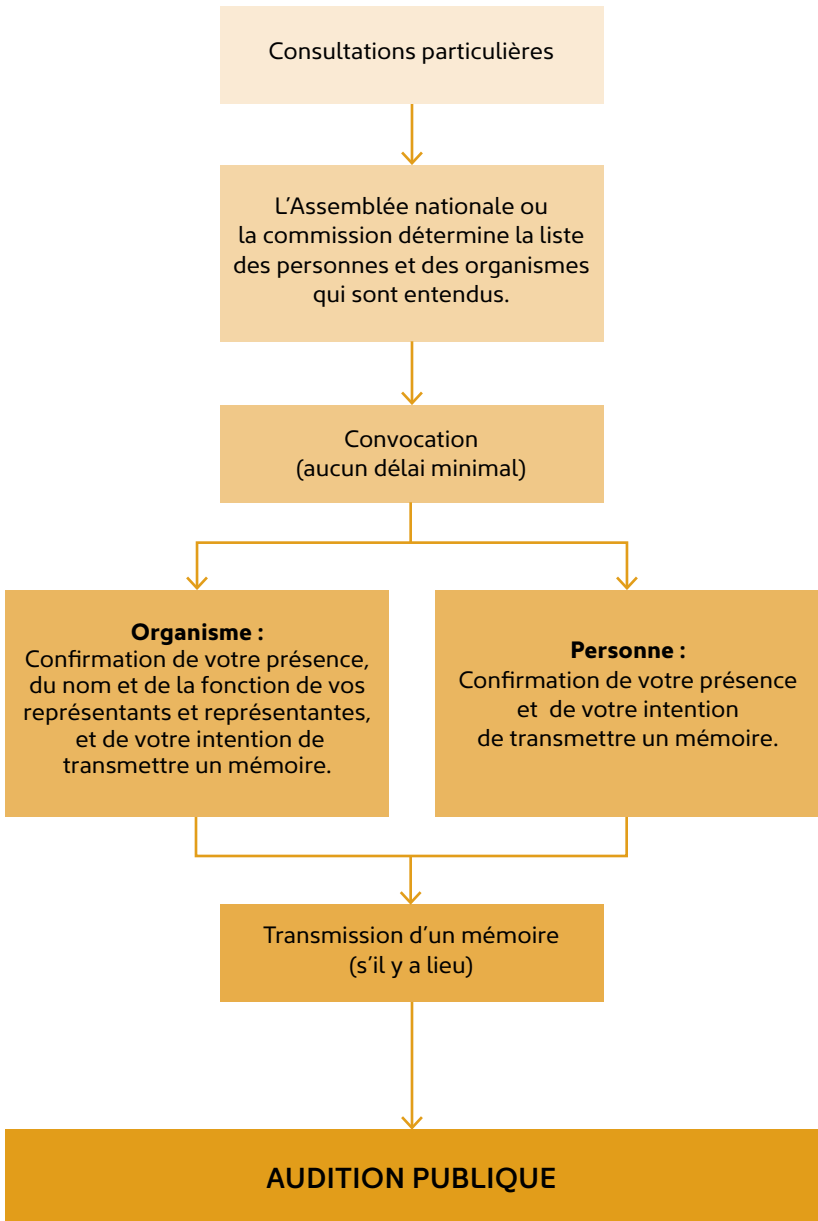 Consultations particulières
L'Assemblée nationale ou
la commission détermine la liste
des personnes et des organismes
qui sont entendus.
Convocation
(aucun délai minimal)
Organisme :
Confirmation de votre présence,
du nom et de la fonction de vos
représentants et représentantes,
et de votre intention de
transmettre un mémoire.
Personne :
Confirmation de votre présence
et de votre intention
de transmettre un mémoire.
Transmission d'un mémoire
(s'il y a lieu)
AUDITION PUBLIQUE